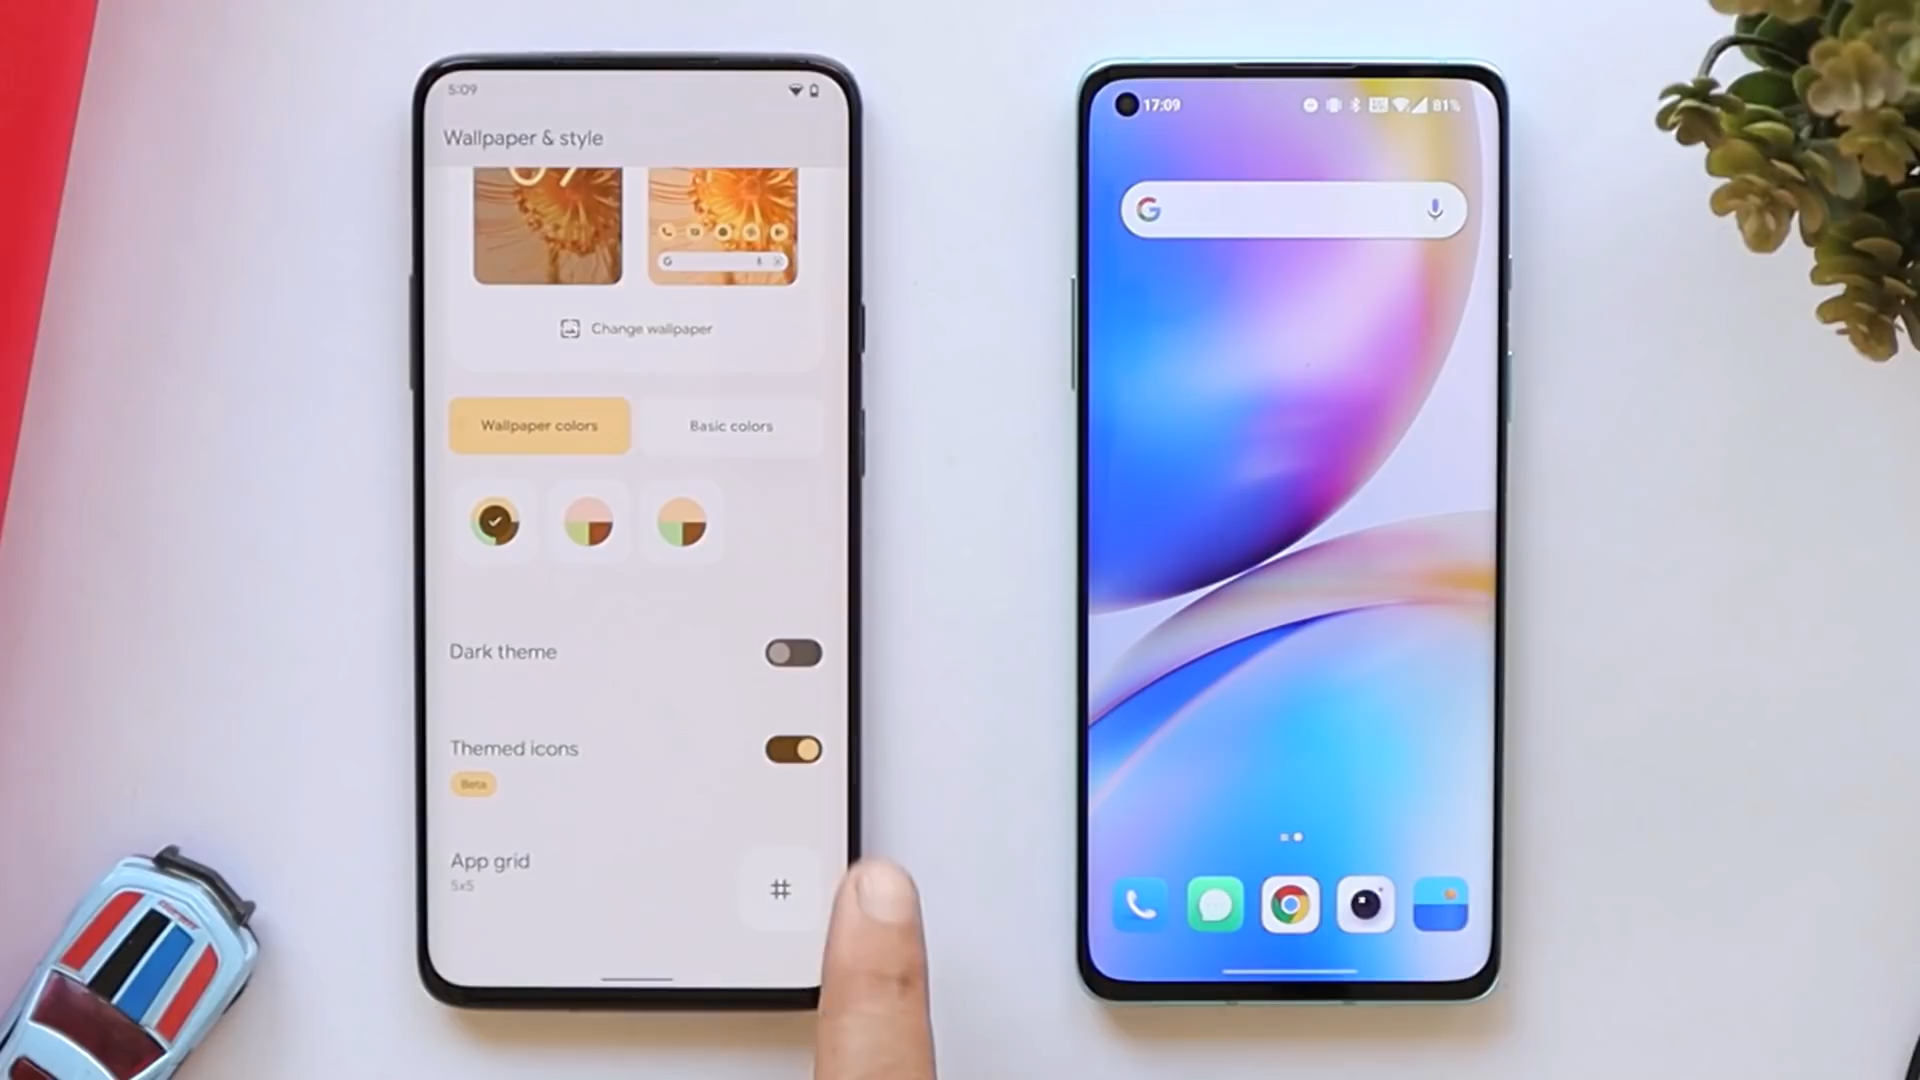 5:09
Wallpaper & style
Change wallpaper
Wallpaper colors
Basic colors
Dark theme
Themed icons
Beta
App grid
5x5
17:09
81%